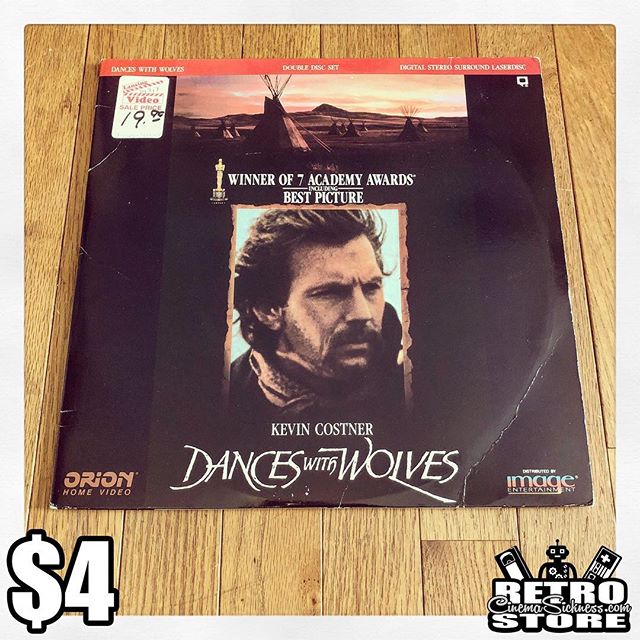 DANCES WITH WOLVES
DOUBLE DISC SET
DIGITAL STEREO SURROUND LASERDISC
Video
SALE PRICE
19.00
WINNER OF 7 ACADEMY AWARDS®
INCLUDING
BEST PICTURE
KEVIN COSTNER
DANCES WITH WOLVES
ORION®
HOME VIDEO
DISTRIBUTED BY
image®
ENTERTAINMENT
$4
RETRO
CinemaSickness.com
STORE